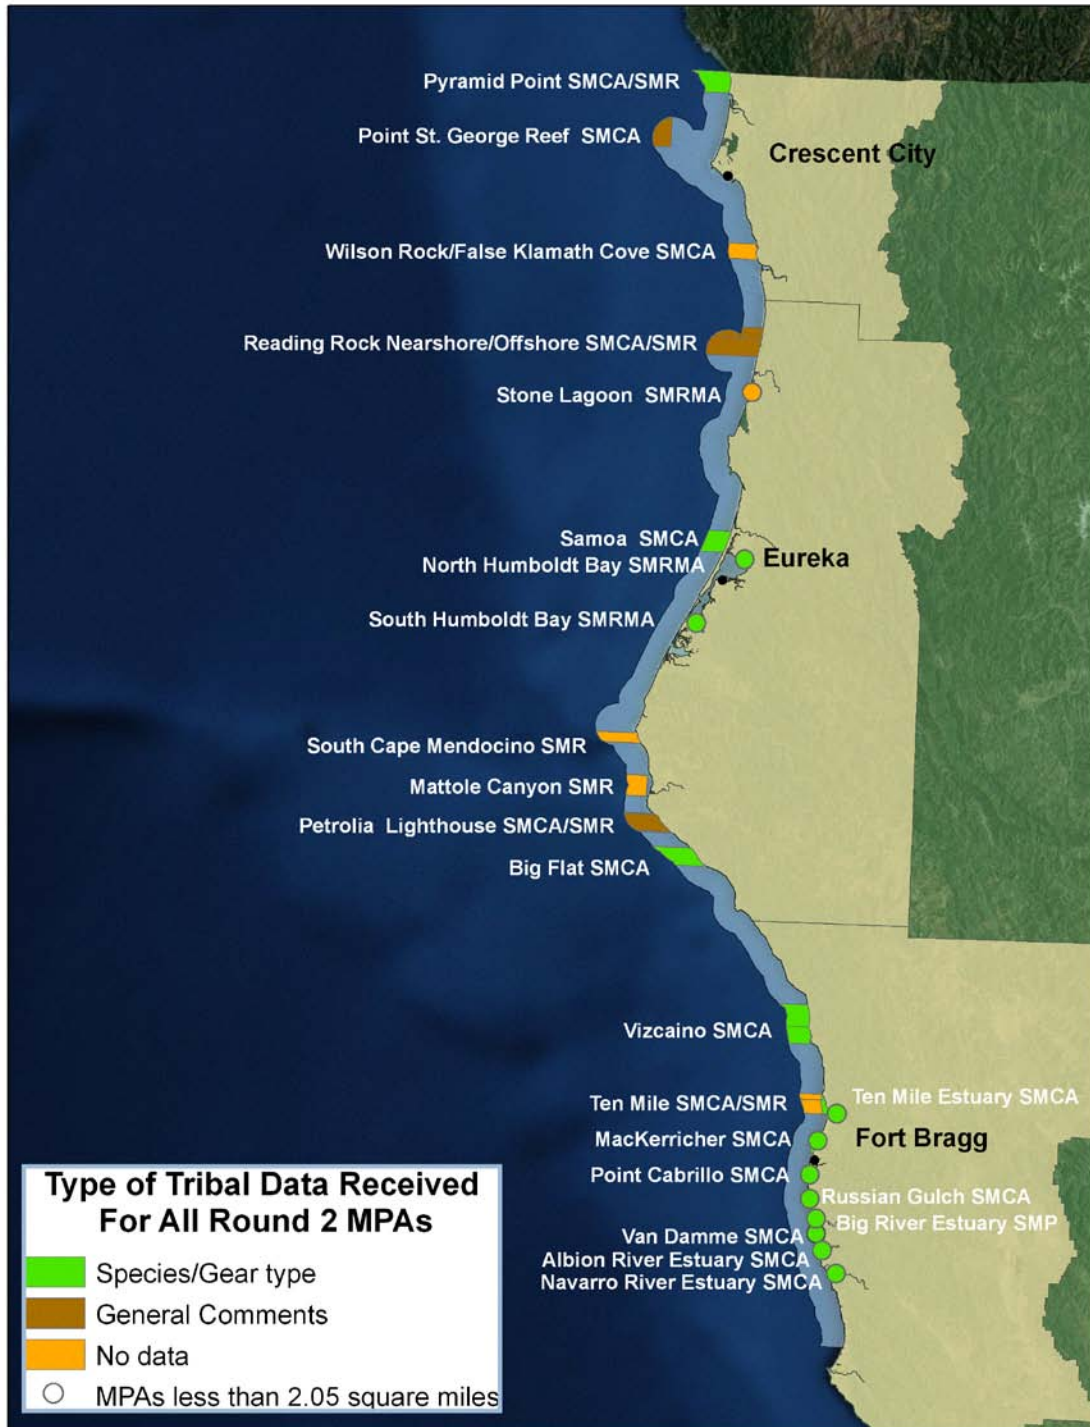 Pyramid Point SMCA/SMR
Point St. George Reef SMCA
Crescent City
Wilson Rock/False Klamath Cove SMCA
Reading Rock Nearshore/Offshore SMCA/SMR
Stone Lagoon SMRMA
Samoa SMCA
North Humboldt Bay SMRMA
Eureka
South Humboldt Bay SMRMA
South Cape Mendocino SMR
Mattole Canyon SMR
Petrolia Lighthouse SMCA/SMR
Big Flat SMCA
Vizcaino SMCA
Ten Mile SMCA/SMR
Ten Mile Estuary SMCA
MacKerricher SMCA
Fort Bragg
Point Cabrillo SMCA
Russian Gulch SMCA
Big River Estuary SMP
Van Damme SMCA
Albion River Estuary SMCA
Navarro River Estuary SMCA
Type of Tribal Data Received
For All Round 2 MPAs
Species/Gear type
General Comments
No data
MPAs less than 2.05 square miles